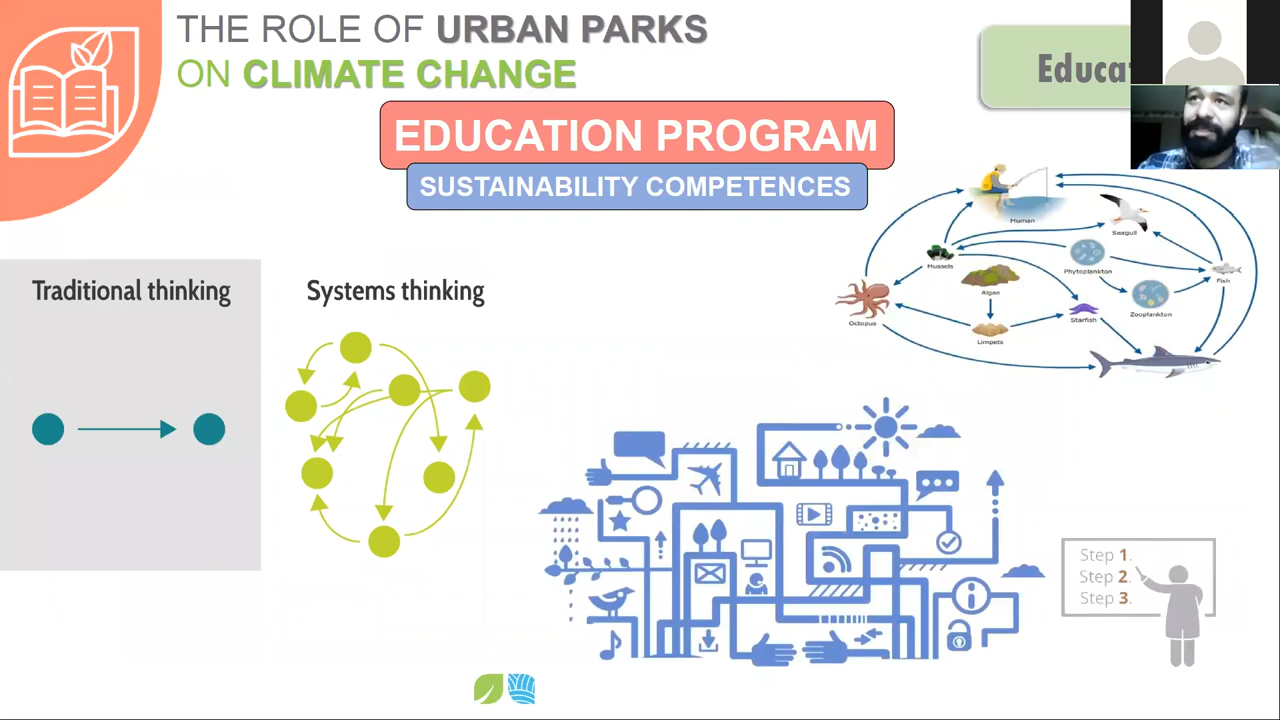 THE ROLE OF URBAN PARKS
ON CLIMATE CHANGE
EDUCATION PROGRAM
SUSTAINABILITY COMPETENCES
Traditional thinking
Systems thinking
Human
Seagull
Mussels
Phytoplankton
Fish
Algae
Zooplankton
Octopus
Starfish
Limpets
Step 1.
Step 2.
Step 3.